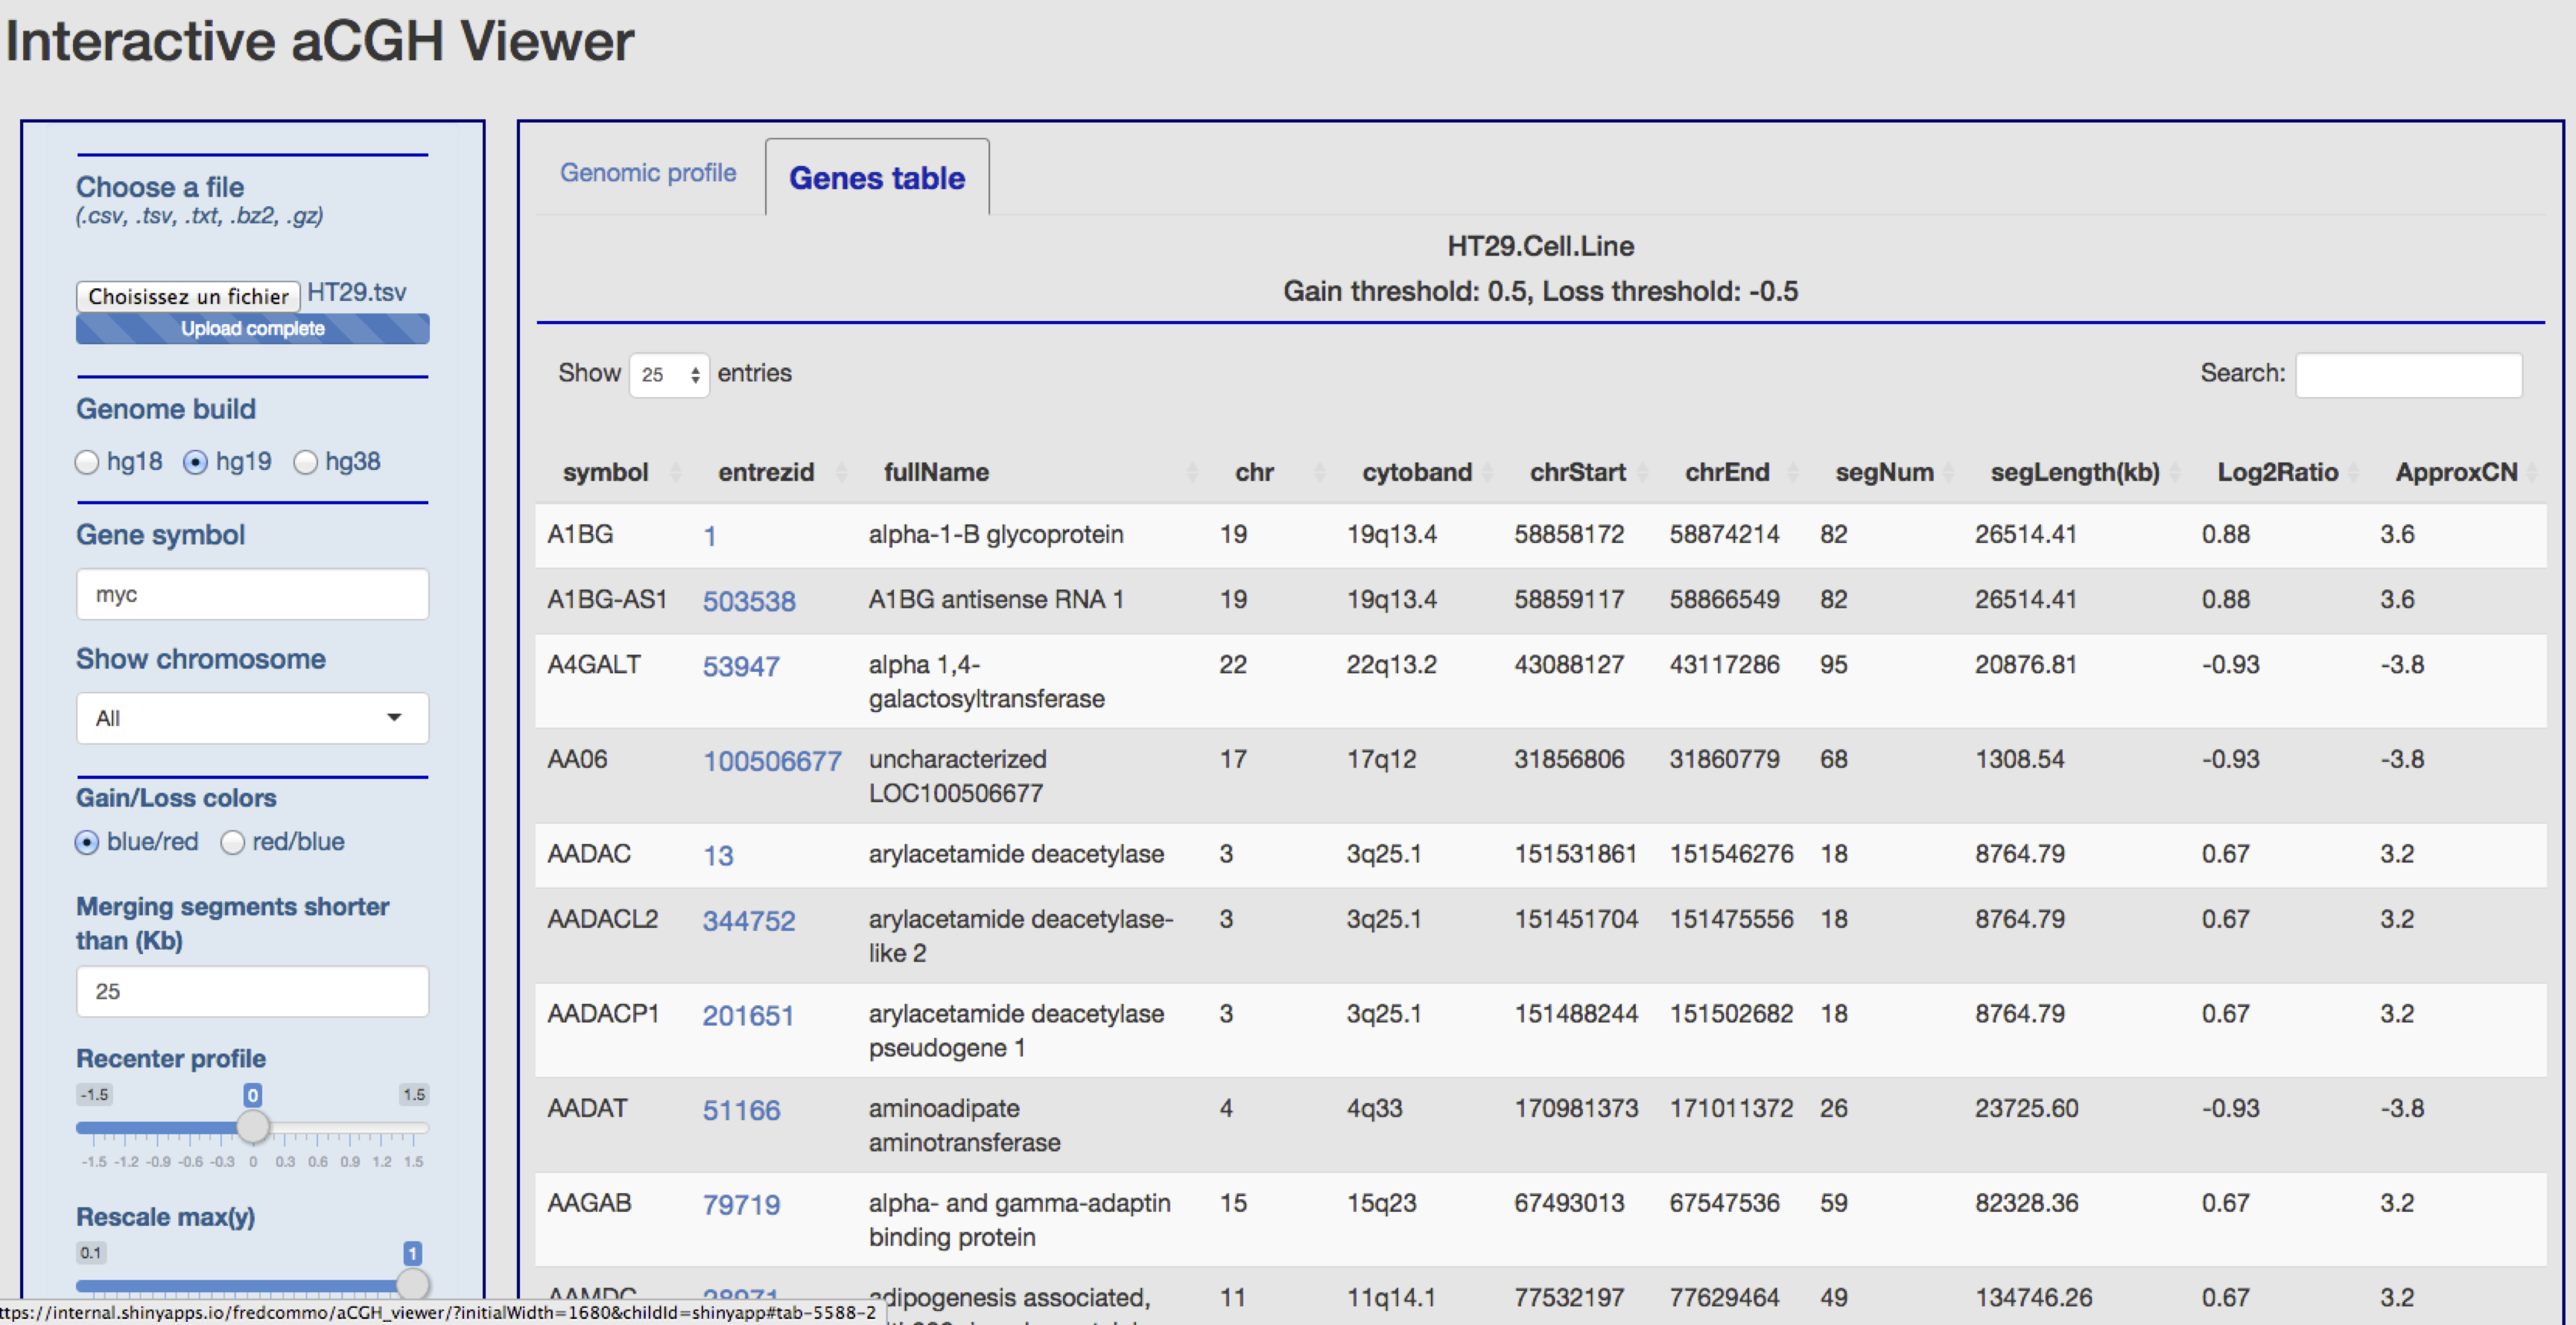 Interactive aCGH Viewer
Choose a file
(.csv, .tsv, .txt, .bz2, .gz)
Choisissez un fichier HT29.tsv
Upload complete
Genome build
hg18 hg19 hg38
Gene symbol
myc
Show chromosome
All
Gain/Loss colors
blue/red red/blue
Merging segments shorter
than (Kb)
25
Recenter profile
-1.5 0 1.5
-1.5 -1.2 -0.9 -0.6 -0.3 0 0.3 0.6 0.9 1.2 1.5
Rescale max(y)
0.1 1
Genomic profile Genes table
HT29.Cell.Line
Gain threshold: 0.5, Loss threshold: -0.5
Show 25 entries Search:
symbol entrezid fullName chr cytoband chrStart chrEnd segNum segLength(kb) Log2Ratio ApproxCN
A1BG 1 alpha-1-B glycoprotein 19 19q13.4 58858172 58874214 82 26514.41 0.88 3.6
A1BG-AS1 503538 A1BG antisense RNA 1 19 19q13.4 58859117 58866549 82 26514.41 0.88 3.6
A4GALT 53947 alpha 1,4- 22 22q13.2 43088127 43117286 95 20876.81 -0.93 -3.8
galactosyltransferase
AA06 100506677 uncharacterized 17 17q12 31856806 31860779 68 1308.54 -0.93 -3.8
LOC100506677
AADAC 13 arylacetamide deacetylase 3 3q25.1 151531861 151546276 18 8764.79 0.67 3.2
AADACL2 344752 arylacetamide deacetylase- 3 3q25.1 151451704 151475556 18 8764.79 0.67 3.2
like 2
AADACP1 201651 arylacetamide deacetylase 3 3q25.1 151488244 151502682 18 8764.79 0.67 3.2
pseudogene 1
AADAT 51166 aminoadipate 4 4q33 170981373 171011372 26 23725.60 -0.93 -3.8
aminotransferase
AAGAB 79719 alpha- and gamma-adaptin 15 15q23 67493013 67547536 59 82328.36 0.67 3.2
binding protein
AAMDC 28971 adipogenesis associated, 11 11q14.1 77532197 77629464 49 134746.26 0.67 3.2
ttps://internal.shinyapps.io/fredcommo/aCGH_viewer/?initialWidth=1680&childId=shinyapp#tab-5588-2